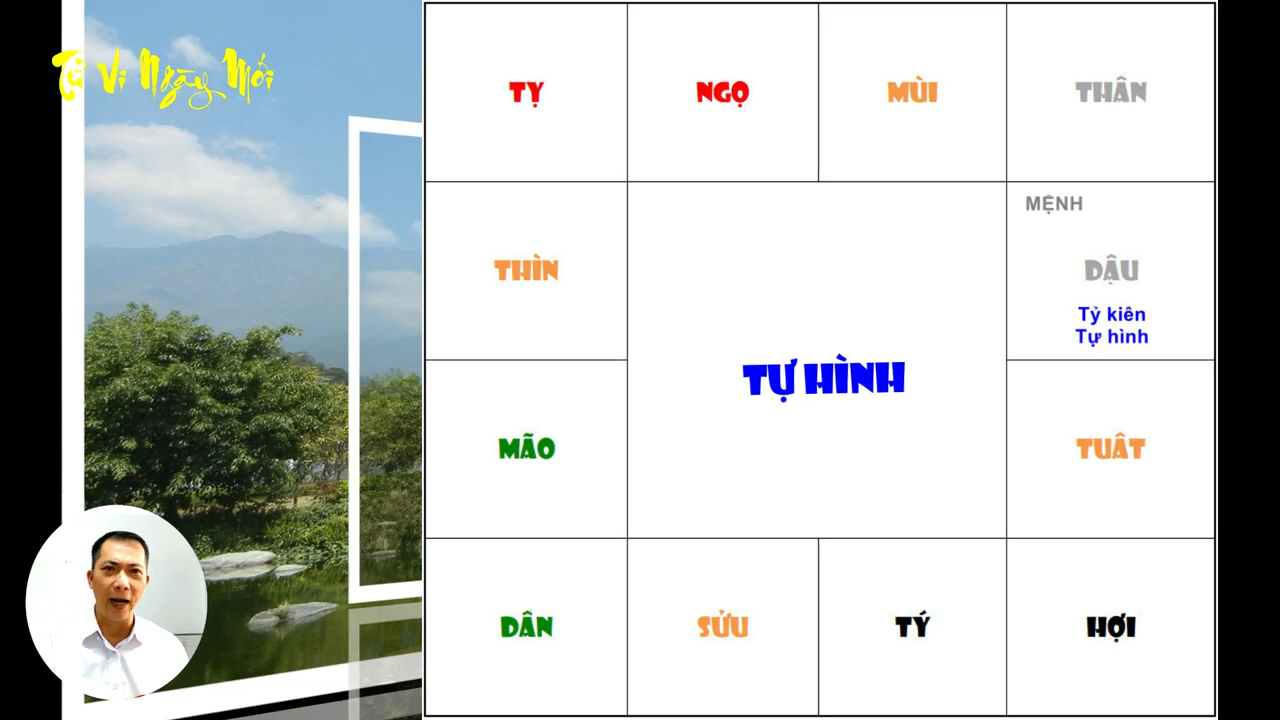 Tử Vi Ngày Mới
TỴ
NGỌ
MÙI
THÂN
THÌN
MỆNH
DẬU
Tỷ kiên
Tự hình
TỰ HÌNH
MÃO
TUẤT
DẦN
SỬU
TÝ
HỢI